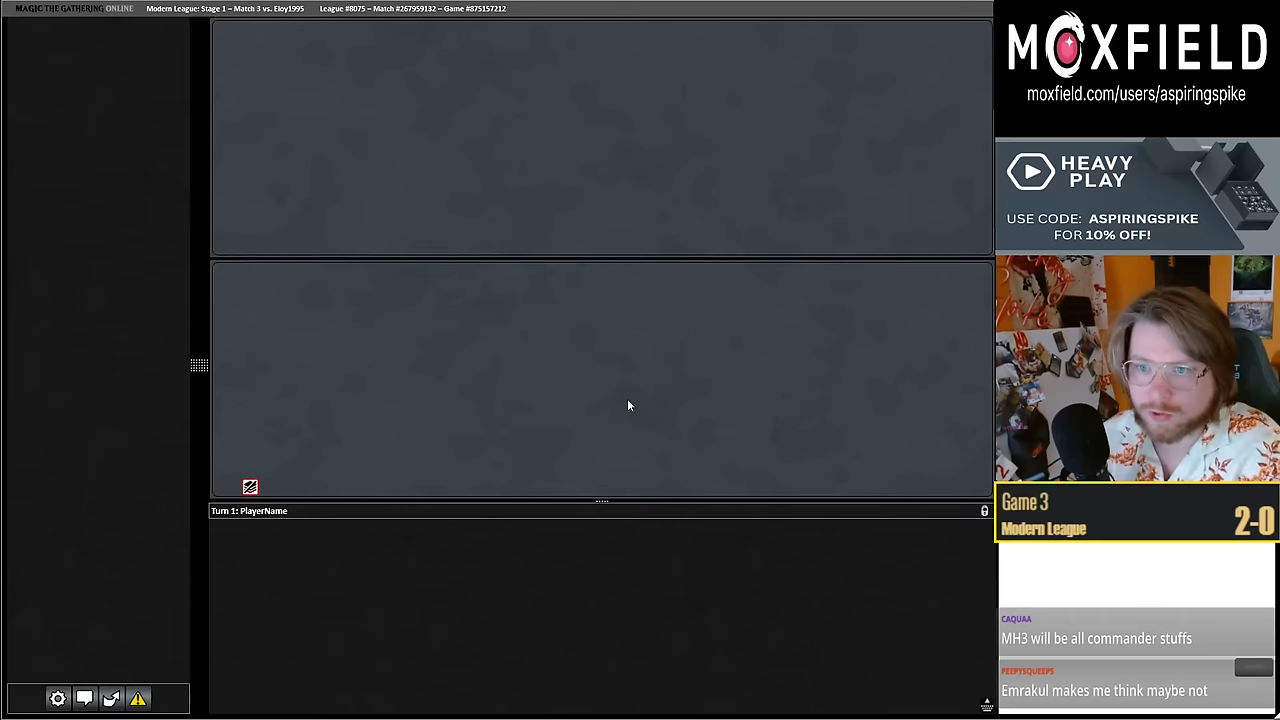 MAGIC THE GATHERING ONLINE
Modern League: Stage 1 – Match 3 vs. Eloy1995
League #8075 – Match #267959132 – Game #875157212
Turn 1: PlayerName
MOXFIELD
moxfield.com/users/aspiringspike
HEAVY
PLAY
USE CODE: ASPIRINGSPIKE
FOR 10% OFF!
Game 3
Modern League
2-0
CAQUAA
MH3 will be all commander stuffs
PEEPYSQUEEPS
Emrakul makes me think maybe not